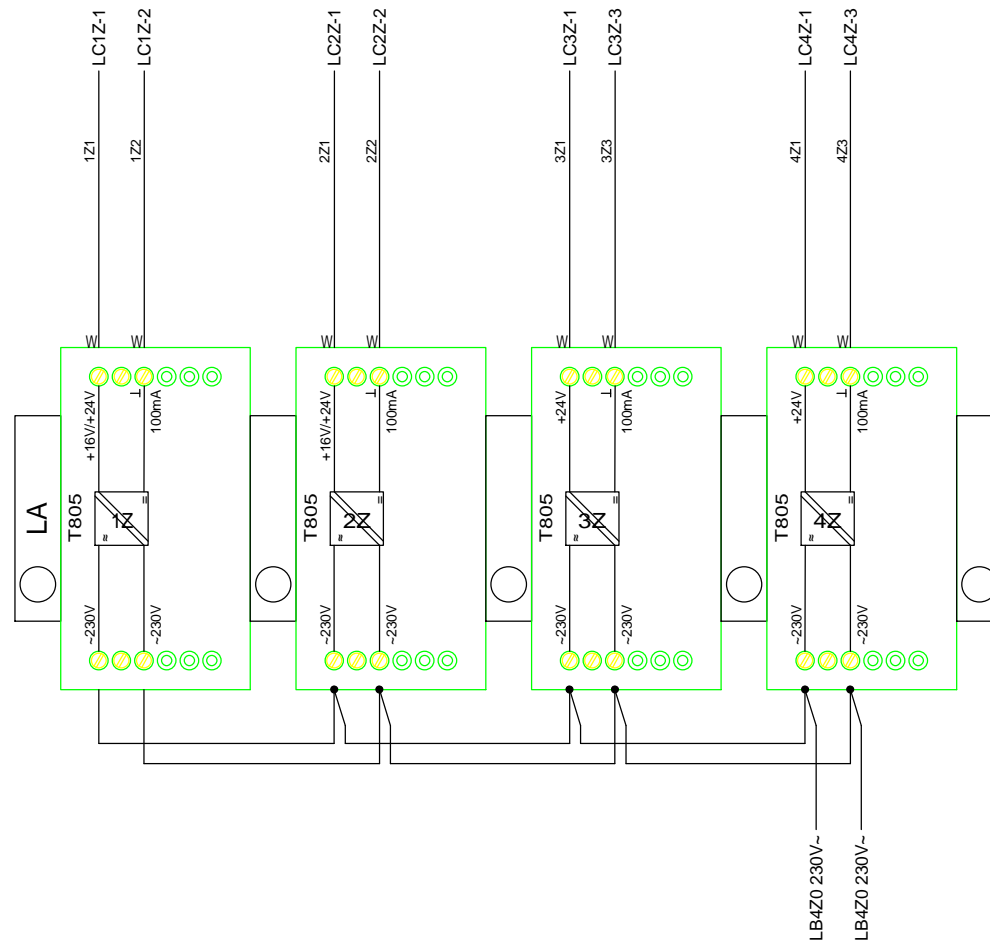 LC1Z-1
LC1Z-2
LC2Z-1
LC2Z-2
LC3Z-1
LC3Z-3
LC4Z-1
LC4Z-3
1Z1
1Z2
2Z1
2Z2
3Z1
3Z3
4Z1
4Z3
W
W
W
W
W
W
W
W
+16V/+24V
⊥
100mA
+16V/+24V
⊥
100mA
+24V
⊥
100mA
+24V
⊥
100mA
LA
T805
1Z
=
≈
T805
2Z
=
≈
T805
3Z
=
≈
T805
4Z
=
≈
~230V
~230V
~230V
~230V
~230V
~230V
~230V
~230V
LB4Z0 230V~
LB4Z0 230V~